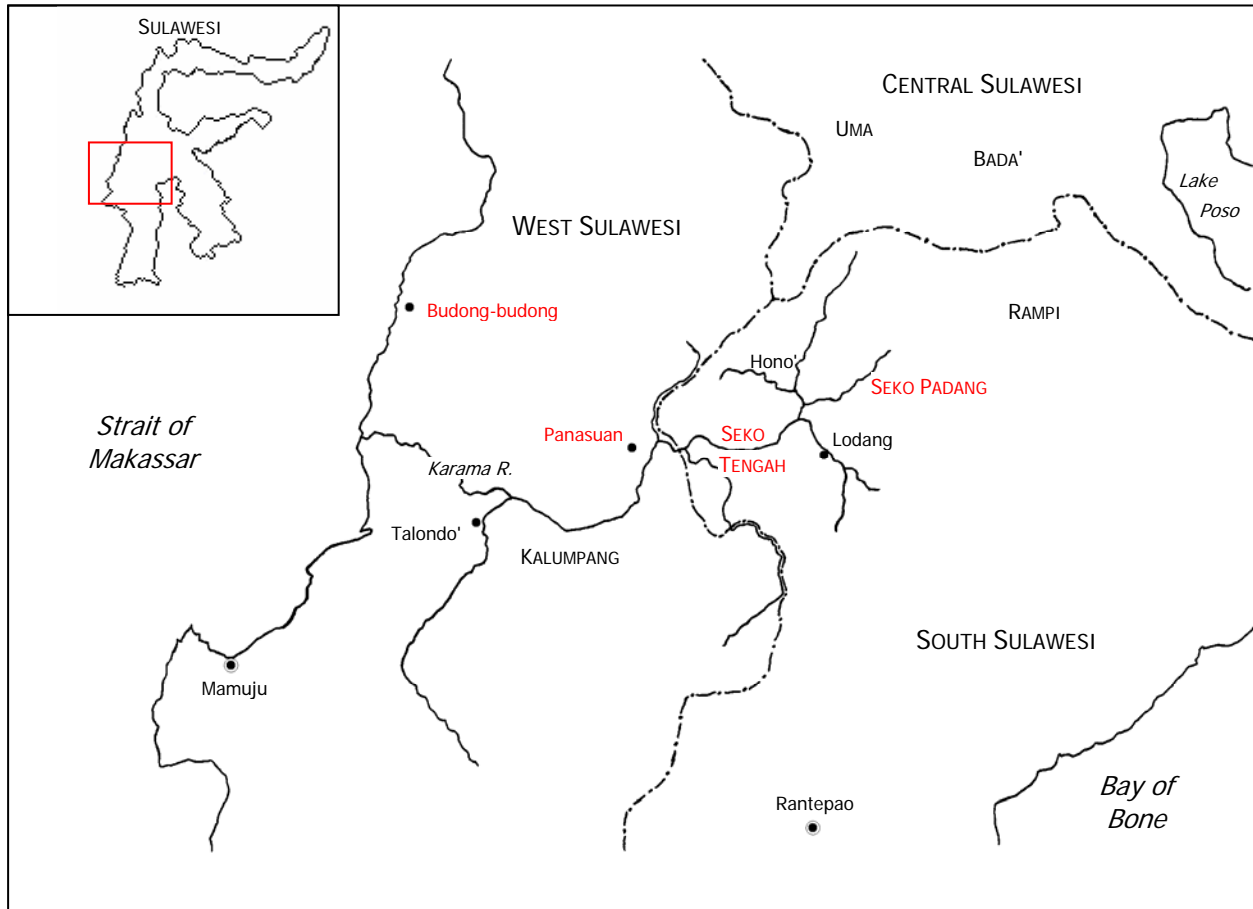 SULAWESI
CENTRAL SULAWESI
UMA
BADA'
Lake
Poso
WEST SULAWESI
Budong-budong
RAMPI
Hono'
SEKO PADANG
Strait of
Makassar
Panasuan
SEKO
TENGAH
Lodang
Karama R.
Talondo'
KALUMPANG
SOUTH SULAWESI
Mamuju
Bay of
Bone
Rantepao